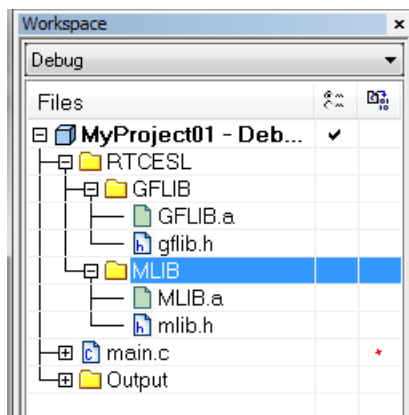 Workspace
Debug
Files
MyProject01 - Deb...
RTCESL
GFLIB
GFLIB.a
gflib.h
MLIB
MLIB.a
mlib.h
main.c
Output